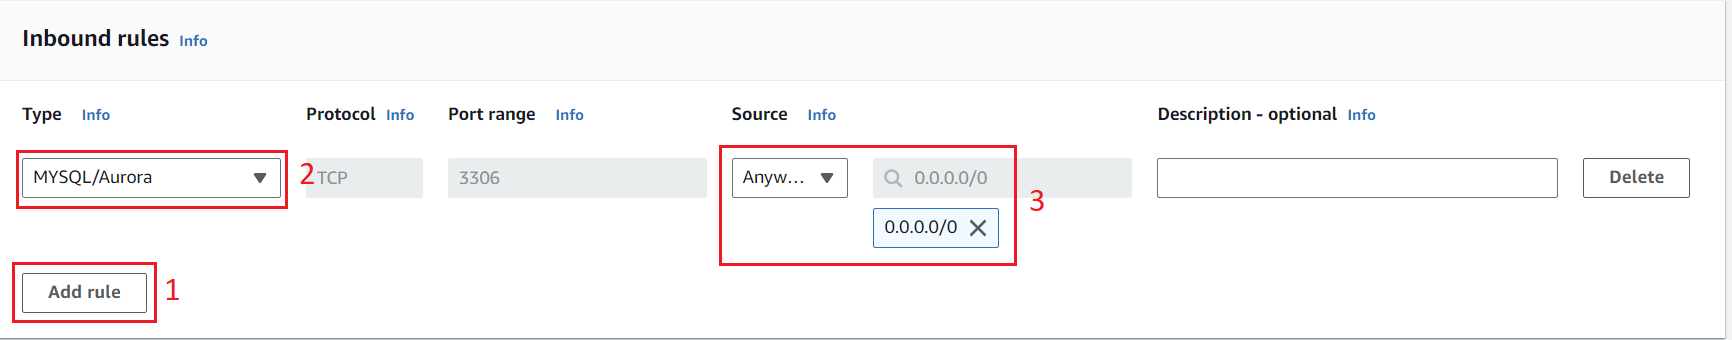 Inbound rules Info
Type Info Protocol Info Port range Info Source Info Description - optional Info
MYSQL/Aurora 2 TCP 3306 Anyw... 0.0.0.0/0 Delete
0.0.0.0/0 3
Add rule 1